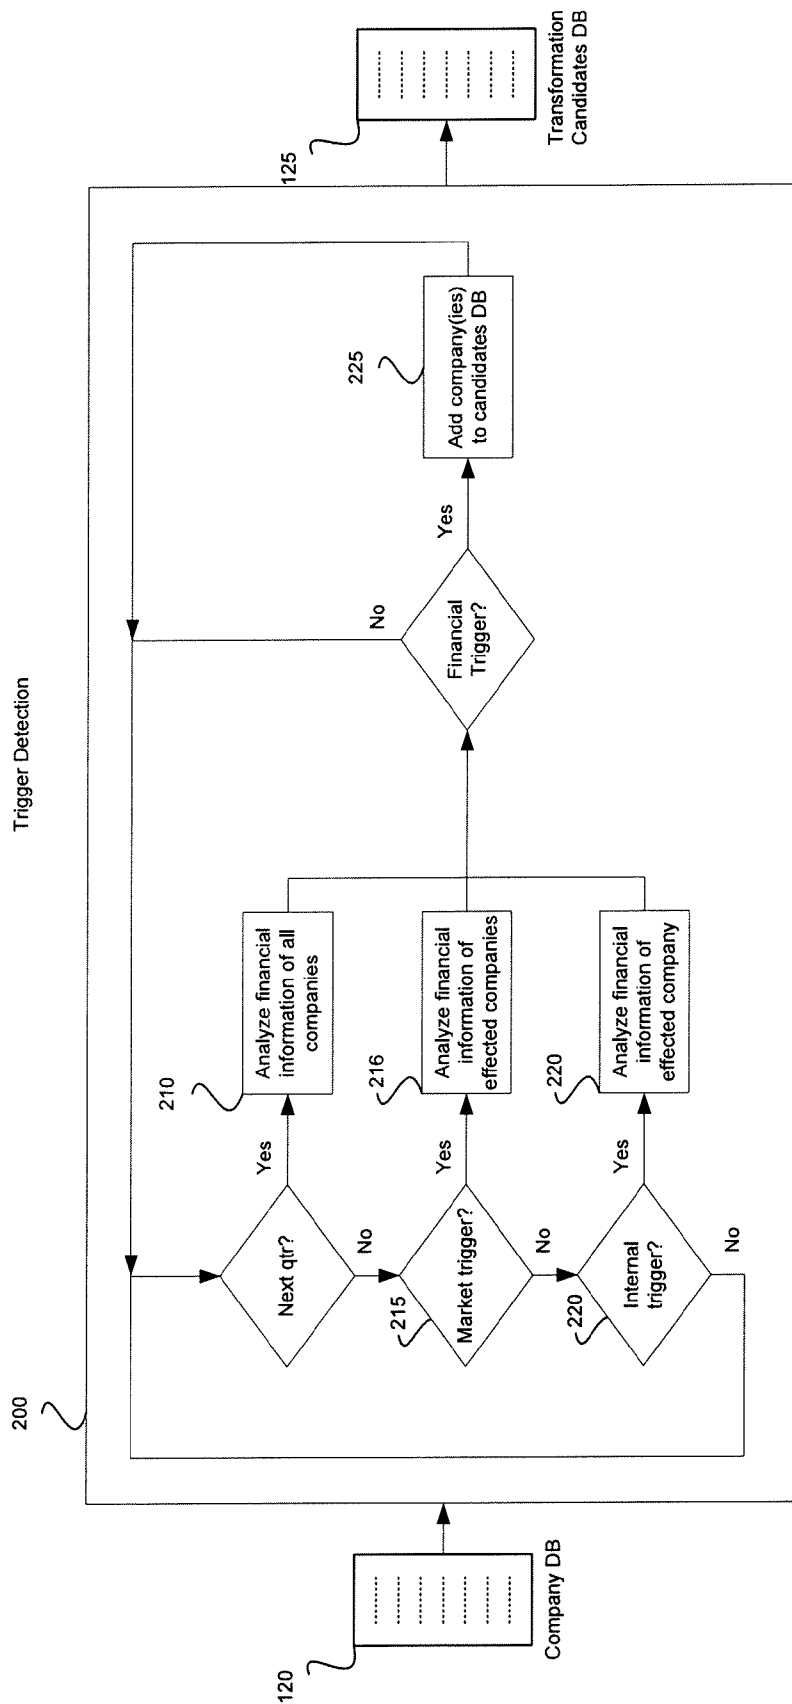 Trigger Detection
200
120
Company DB
Next qtr?
Yes
No
210
Analyze financial
information of all
companies
Market trigger?
215
Yes
No
216
Analyze financial
information of
effected companies
Internal
trigger?
220
Yes
No
220
Analyze financial
information of
effected company
Financial
Trigger?
No
Yes
225
Add company(ies)
to candidates DB
125
Transformation
Candidates DB